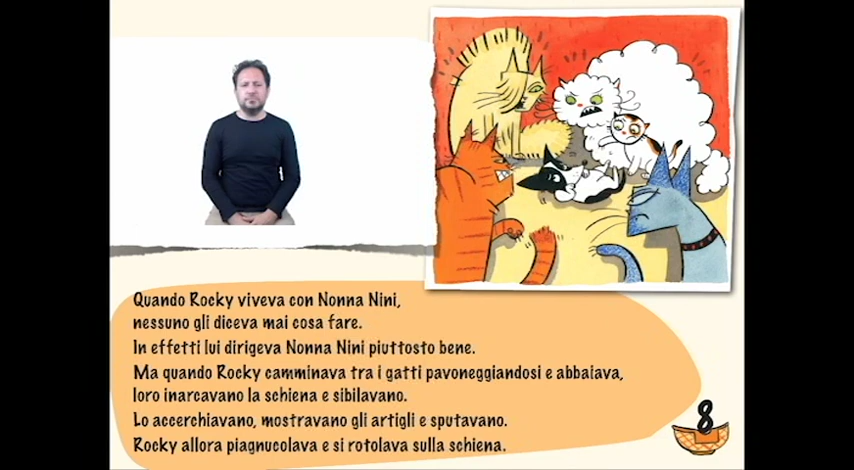 Quando Rocky viveva con Nonna Nini,
nessuno gli diceva mai cosa fare.
In effetti lui dirigeva Nonna Nini piuttosto bene.
Ma quando Rocky camminava tra i gatti pavoneggiandosi e abbaiava,
loro inarcavano la schiena e sibilavano.
Lo accerchiavano, mostravano gli artigli e sputavano.
Rocky allora piagnucolava e si rotolava sulla schiena.
8